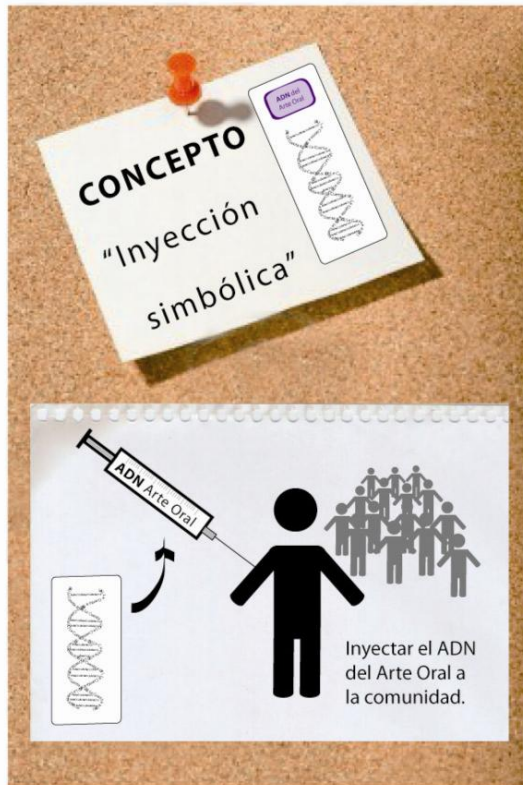 ADN del
Arte Oral
CONCEPTO
"Inyección
simbólica"
ADN Arte Oral
Inyectar el ADN
del Arte Oral a
la comunidad.